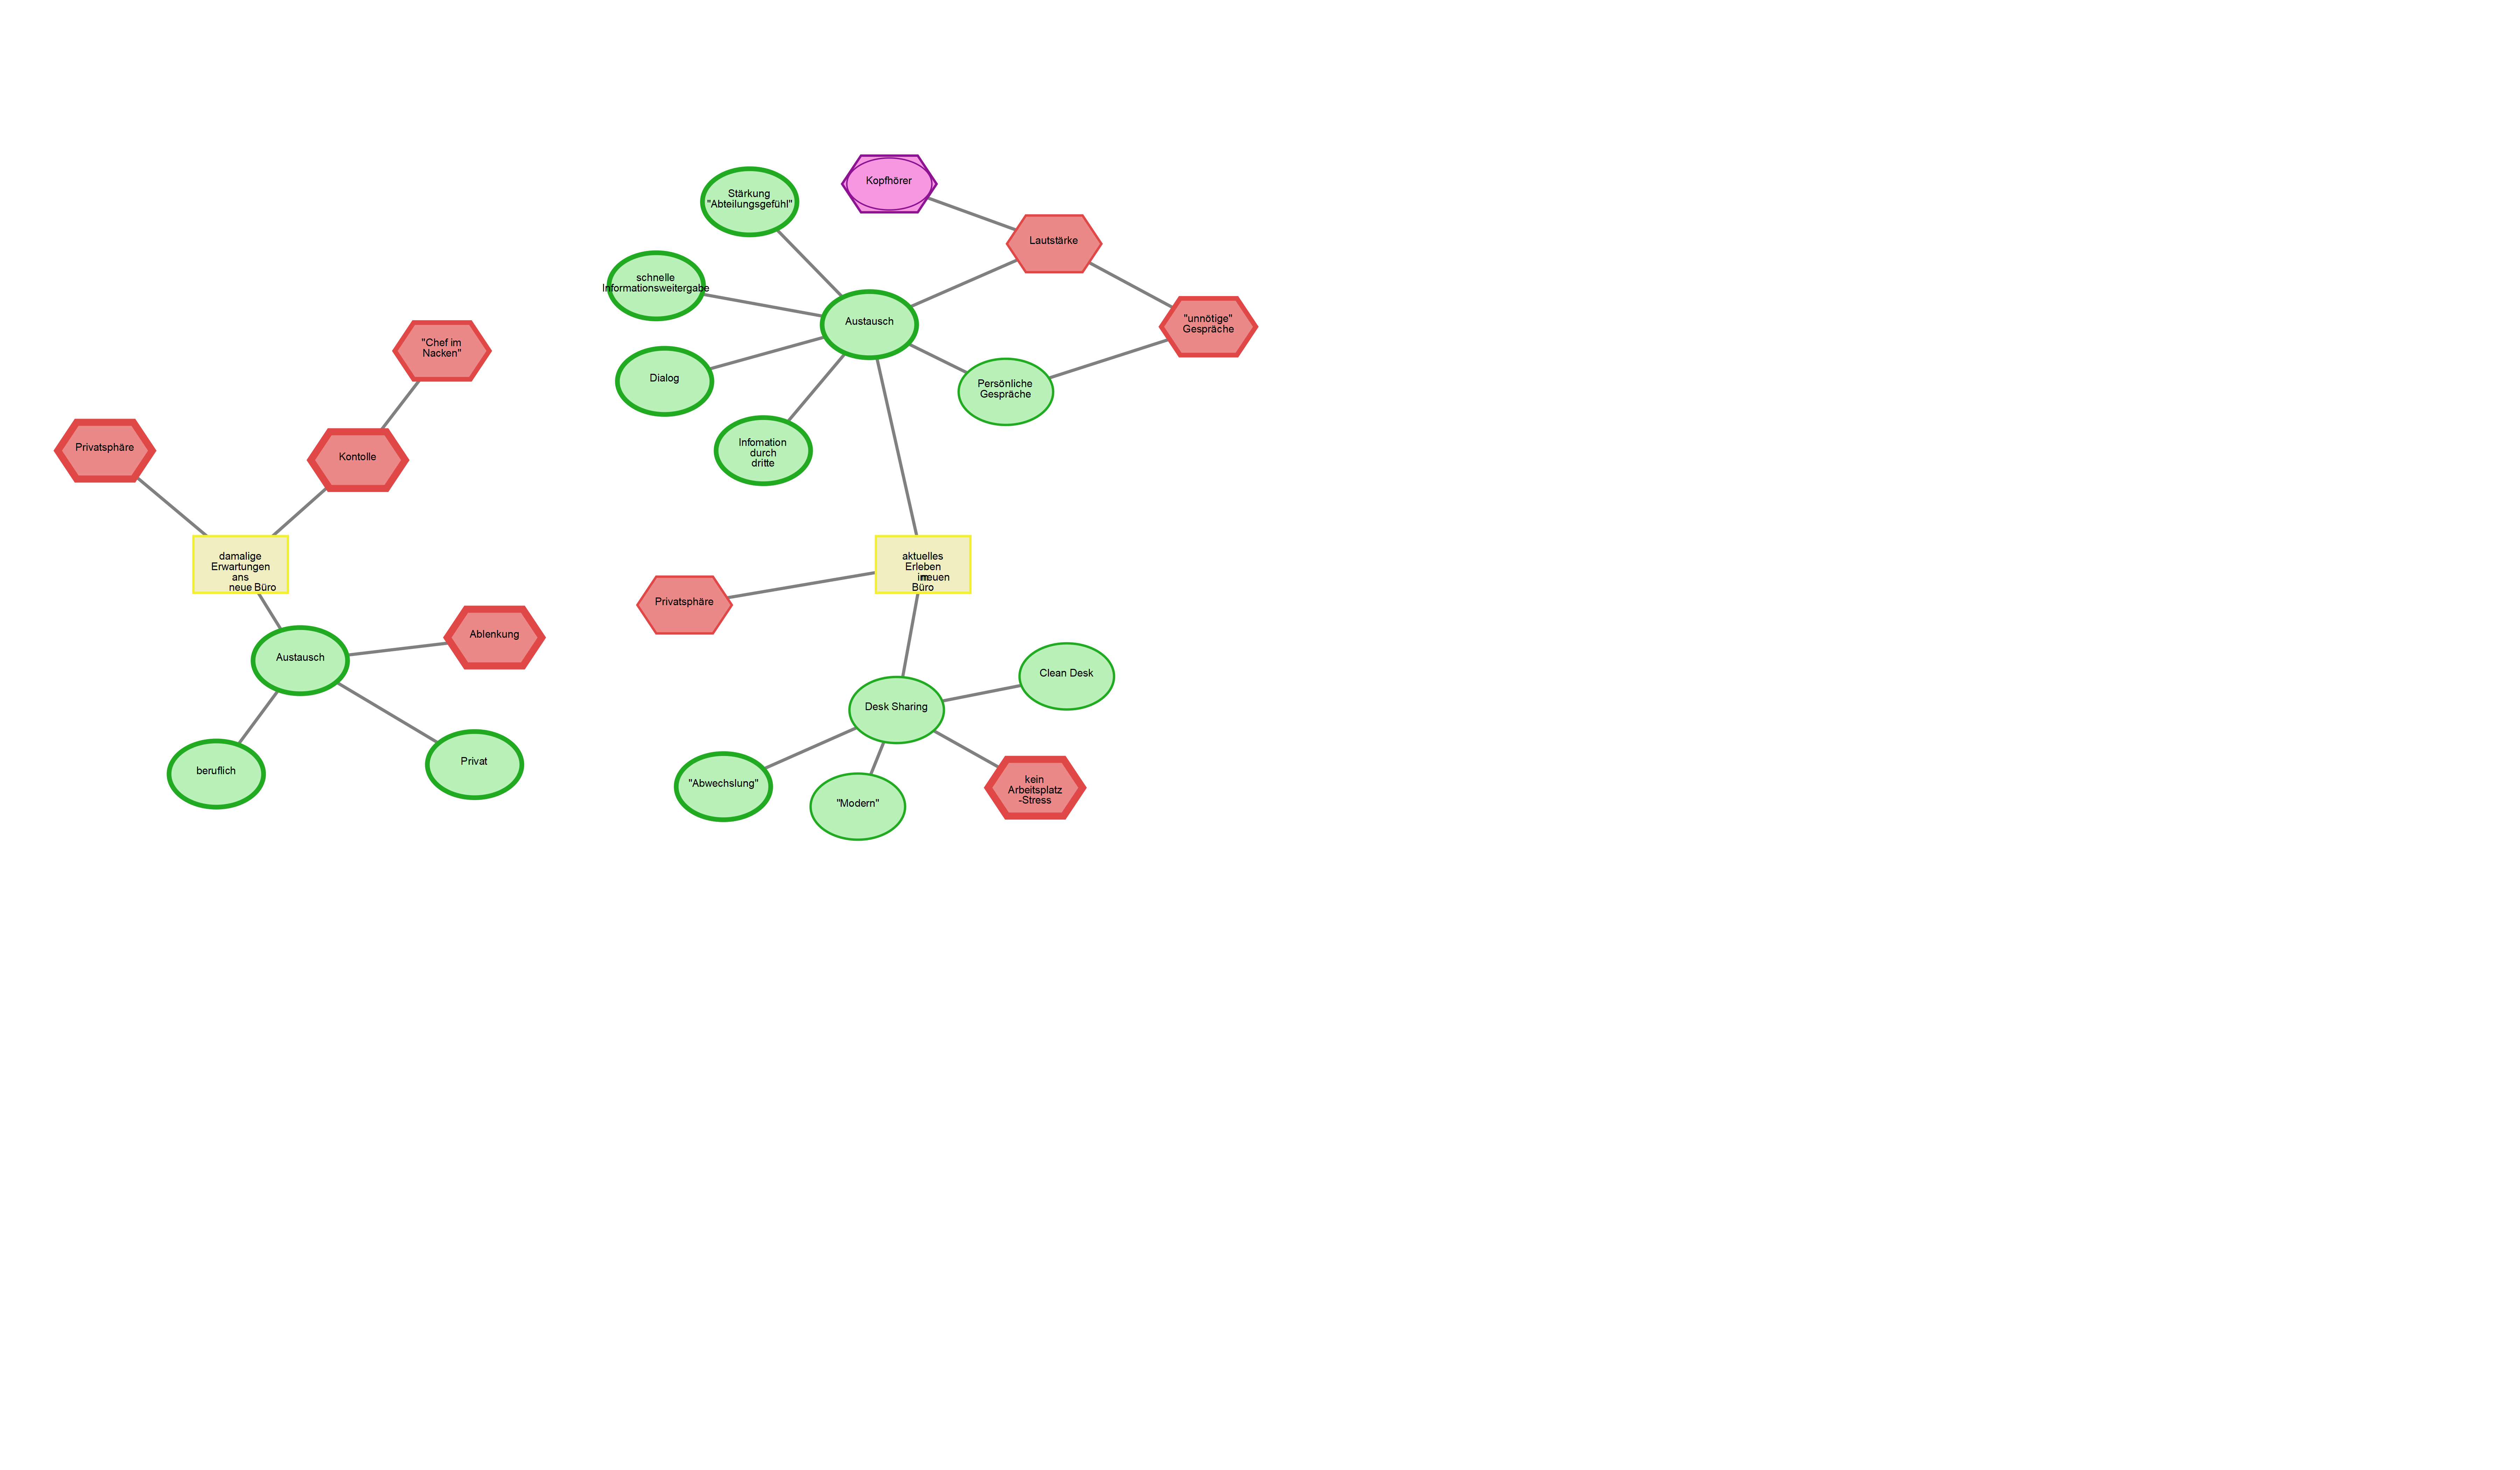 Kopfhörer
Stärkung
"Abteilungsgefühl"
Lautstärke
schnelle
Informationsweitergabe
Austausch
"unnötige"
Gespräche
"Chef im
Nacken"
Dialog
Persönliche
Gespräche
Privatsphäre
Kontolle
Infomation
durch
dritte
damalige
Erwartungen
ans
neue Büro
aktuelles
Erleben
im neuen
Büro
Privatsphäre
Ablenkung
Austausch
Clean Desk
Desk Sharing
Privat
beruflich
"Abwechslung"
"Modern"
kein
Arbeitsplatz
-Stress